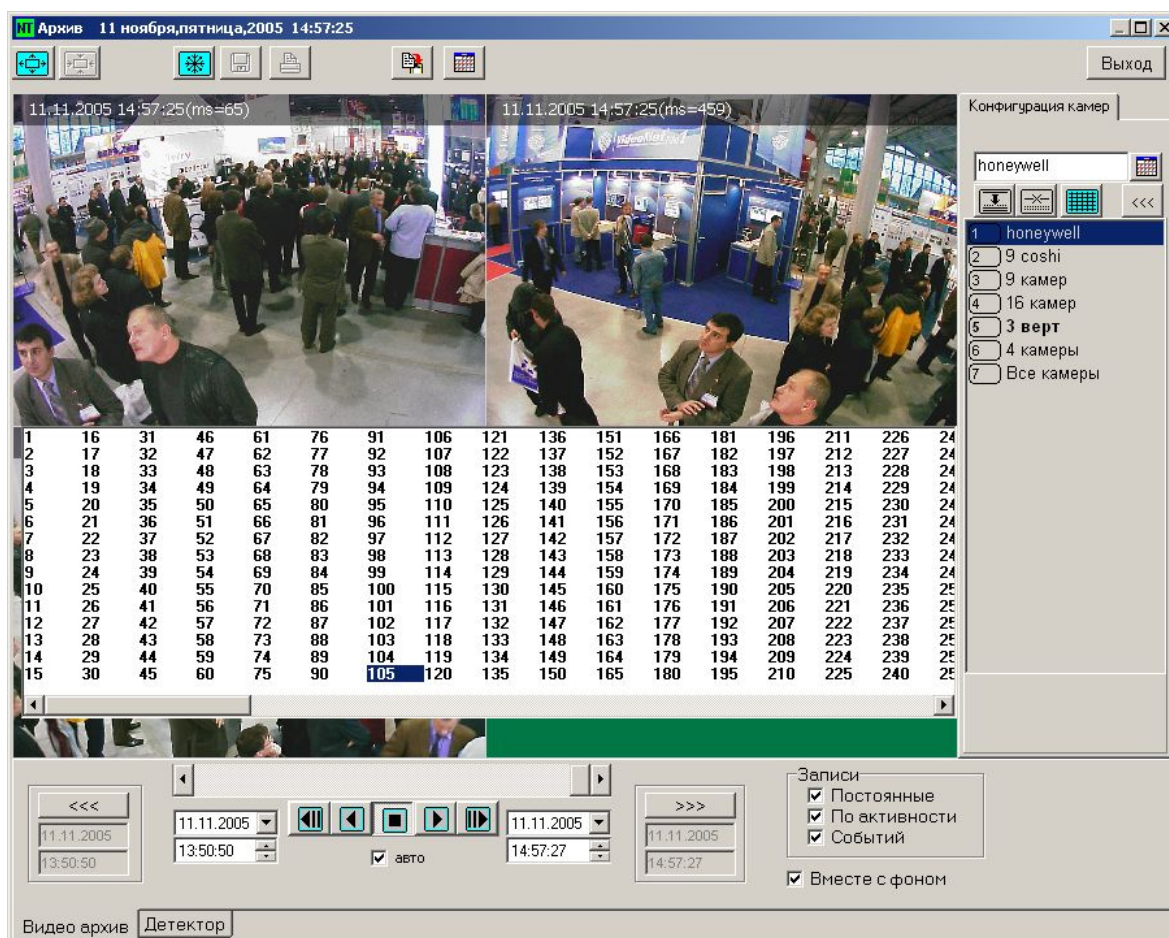 NT Архив 11 ноября,пятница,2005 14:57:25
Выход
11.11.2005 14:57:25(ms=65)
11.11.2005 14:57:25(ms=459)
Конфигурация камер
honeywell
<<<
1 honeywell
2 9 coshi
3 9 камер
4 16 камер
5 3 верт
6 4 камеры
7 Все камеры
1 16 31 46 61 76 91 106 121 136 151 166 181 196 211 226 24
2 17 32 47 62 77 92 107 122 137 152 167 182 197 212 227 24
3 18 33 48 63 78 93 108 123 138 153 168 183 198 213 228 24
4 19 34 49 64 79 94 109 124 139 154 169 184 199 214 229 24
5 20 35 50 65 80 95 110 125 140 155 170 185 200 215 230 24
6 21 36 51 66 81 96 111 126 141 156 171 186 201 216 231 24
7 22 37 52 67 82 97 112 127 142 157 172 187 202 217 232 24
8 23 38 53 68 83 98 113 128 143 158 173 188 203 218 233 24
9 24 39 54 69 84 99 114 129 144 159 174 189 204 219 234 24
10 25 40 55 70 85 100 115 130 145 160 175 190 205 220 235 25
11 26 41 56 71 86 101 116 131 146 161 176 191 206 221 236 25
12 27 42 57 72 87 102 117 132 147 162 177 192 207 222 237 25
13 28 43 58 73 88 103 118 133 148 163 178 193 208 223 238 25
14 29 44 59 74 89 104 119 134 149 164 179 194 209 224 239 25
15 30 45 60 75 90 105 120 135 150 165 180 195 210 225 240 25
<<<
11.11.2005
13:50:50
11.11.2005
13:50:50
авто
11.11.2005
14:57:27
>>>
11.11.2005
14:57:27
Записи
Постоянные
По активности
Событий
Вместе с фоном
Видео архив
Детектор